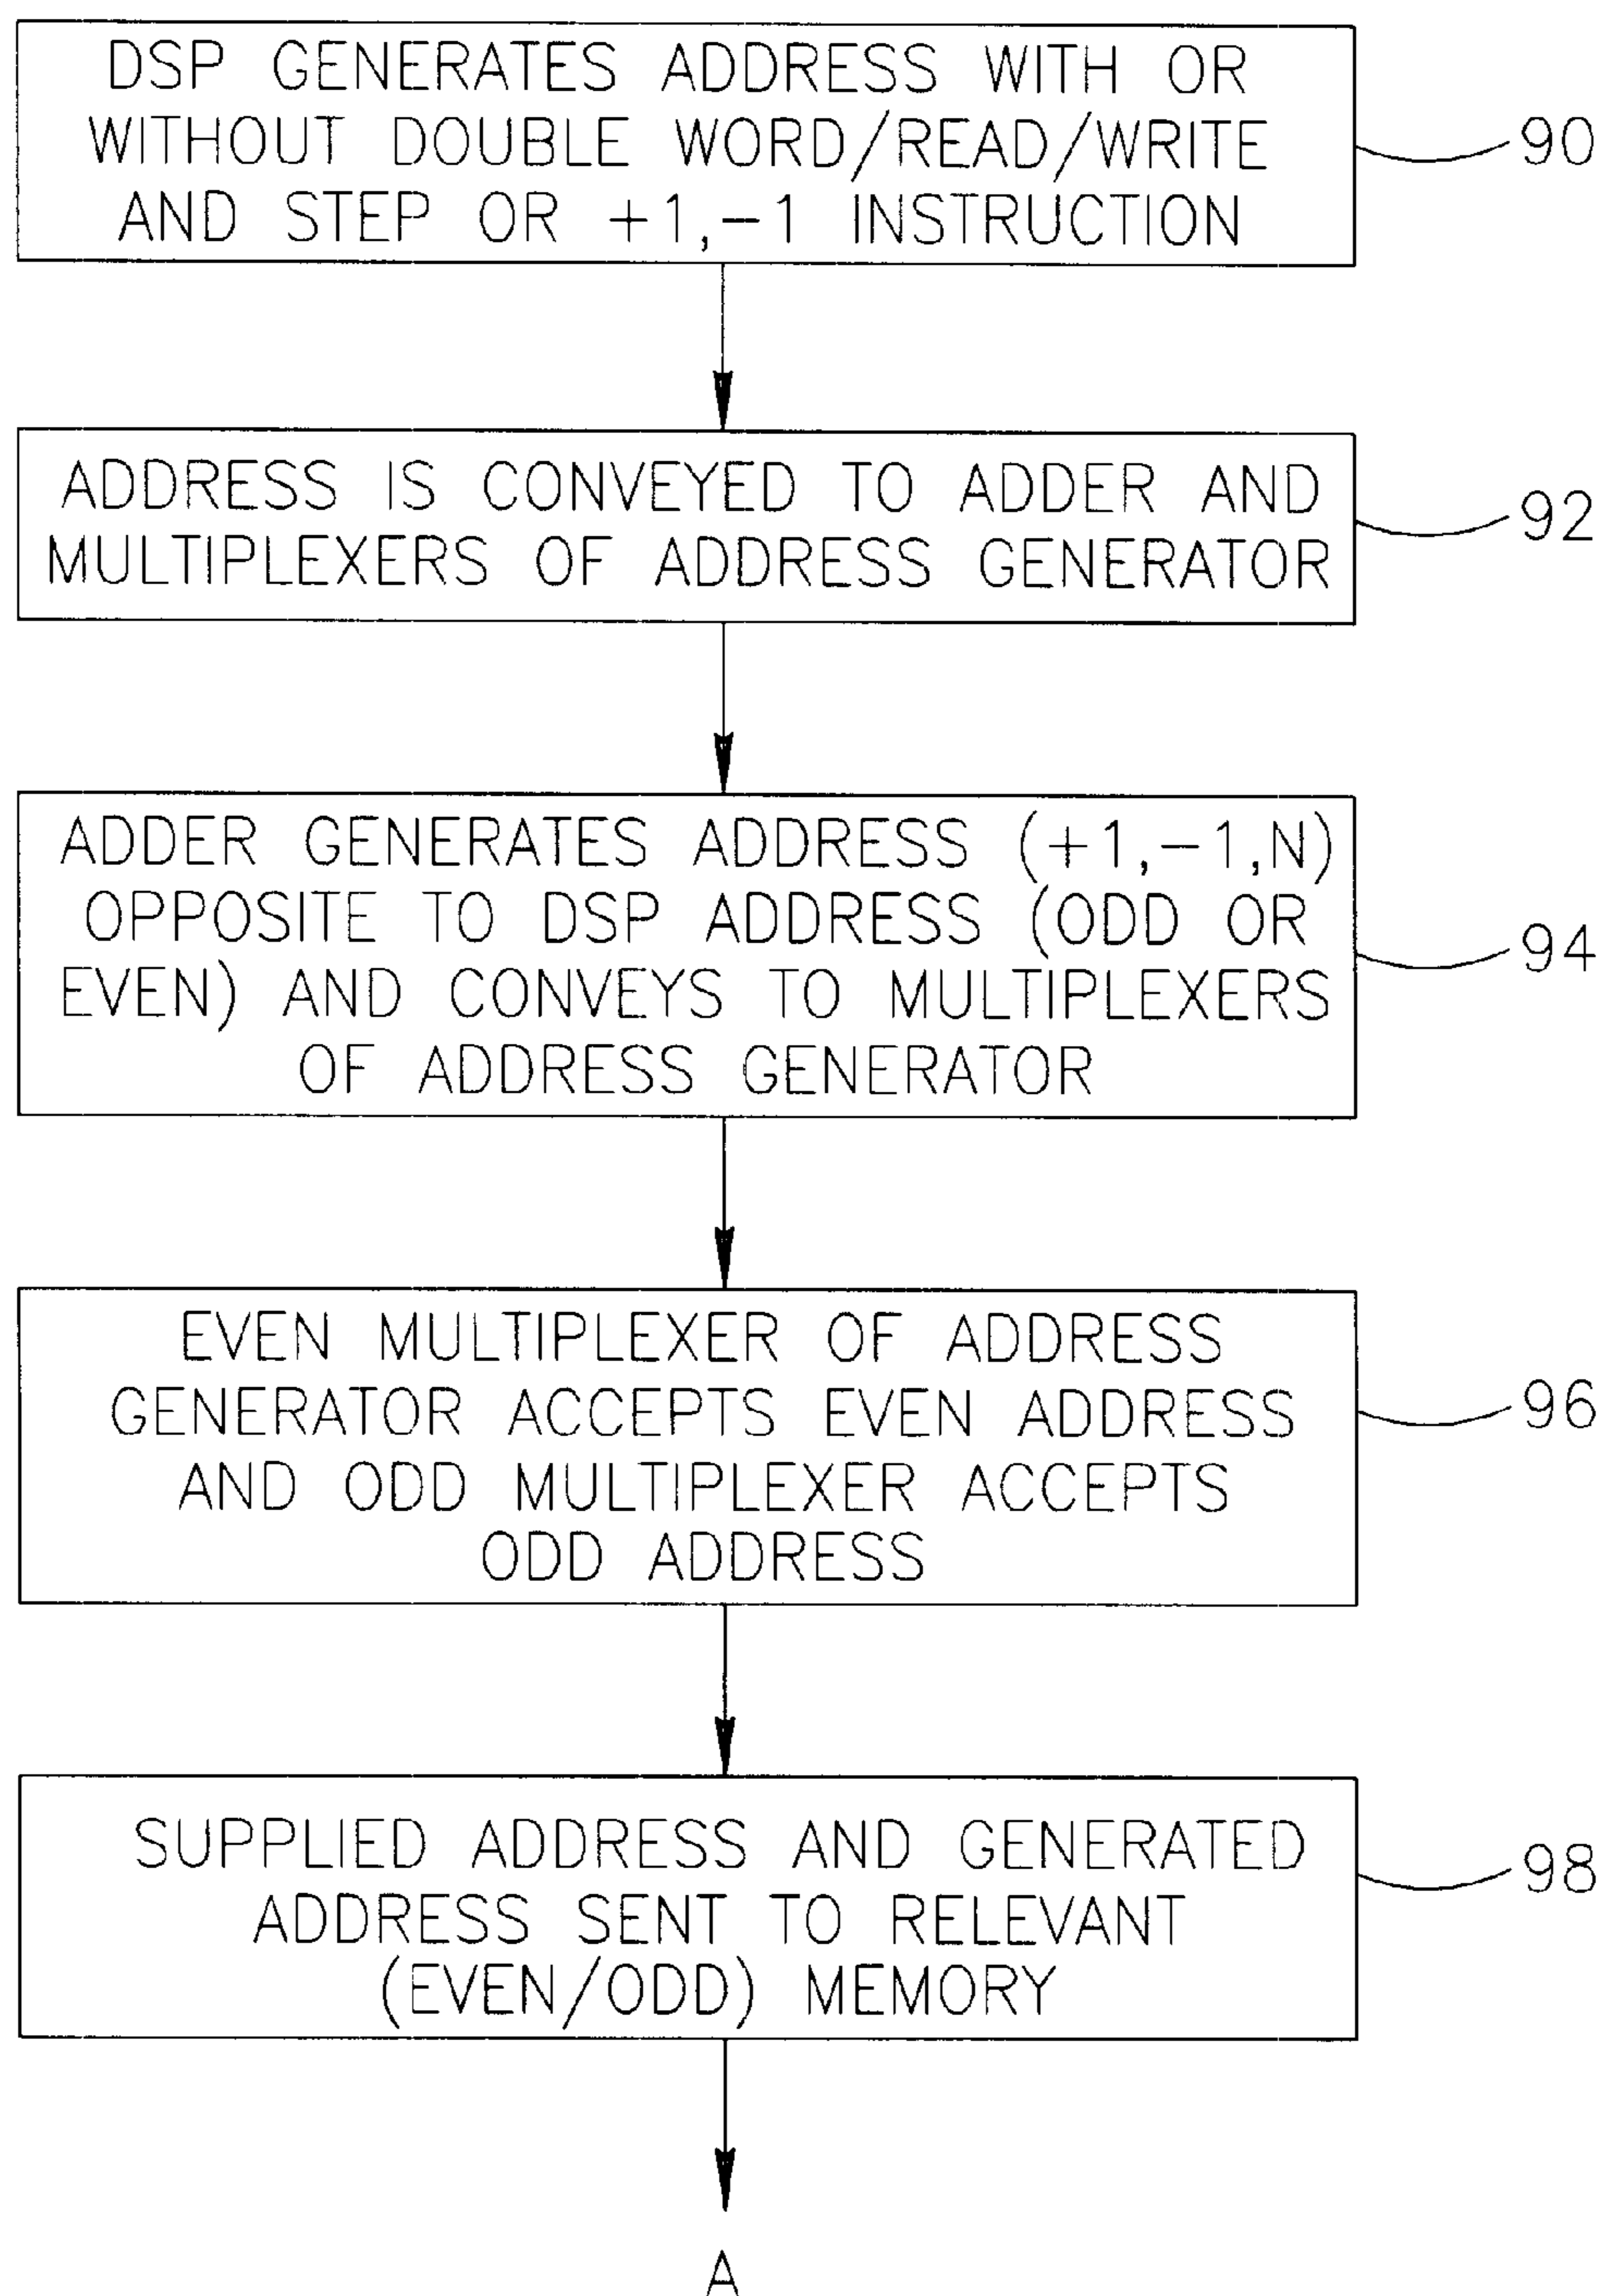 DSP GENERATES ADDRESS WITH OR
WITHOUT DOUBLE WORD/READ/WRITE
AND STEP OR +1,-1 INSTRUCTION
90
ADDRESS IS CONVEYED TO ADDER AND
MULTIPLEXERS OF ADDRESS GENERATOR
92
ADDER GENERATES ADDRESS (+1,-1,N)
OPPOSITE TO DSP ADDRESS (ODD OR
EVEN) AND CONVEYS TO MULTIPLEXERS
OF ADDRESS GENERATOR
94
EVEN MULTIPLEXER OF ADDRESS
GENERATOR ACCEPTS EVEN ADDRESS
AND ODD MULTIPLEXER ACCEPTS
ODD ADDRESS
96
SUPPLIED ADDRESS AND GENERATED
ADDRESS SENT TO RELEVANT
(EVEN/ODD) MEMORY
98
A